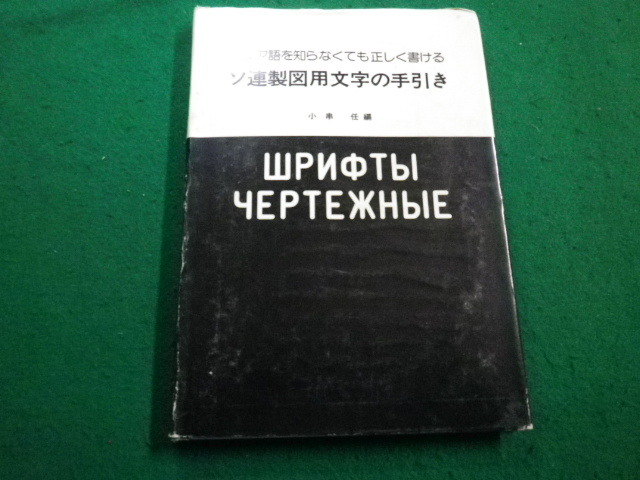 ア語を知らなくても正しく書ける
ソ連製図用文字の手引き
小串 任編
ШРИФТЫ
ЧЕРТЕЖНЫЕ